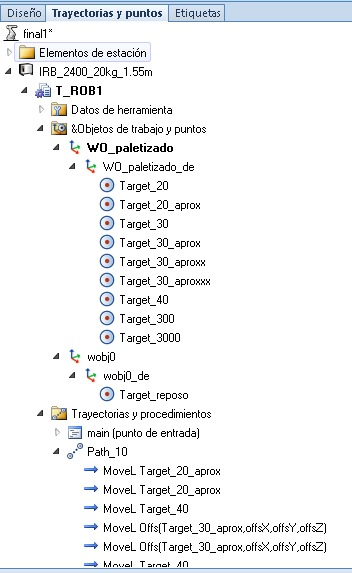 Diseño Trayectorias y puntos Etiquetas
final1*
Elementos de estación
IRB_2400_20kg_1.55m
T_ROB1
Datos de herramienta
&Objetos de trabajo y puntos
WO_paletizado
WO_paletizado_de
Target_20
Target_20_aprox
Target_30
Target_30_aprox
Target_30_aproxx
Target_30_aproxxx
Target_40
Target_300
Target_3000
wobj0
wobj0_de
Target_reposo
Trayectorias y procedimientos
main (punto de entrada)
Path_10
MoveL Target_20_aprox
MoveL Target_20_aprox
MoveL Target_40
MoveL Offs(Target_30_aprox,offsX,offsY,offsZ)
MoveL Offs(Target_30_aprox,offsX,offsY,offsZ)
MoveL Target_40